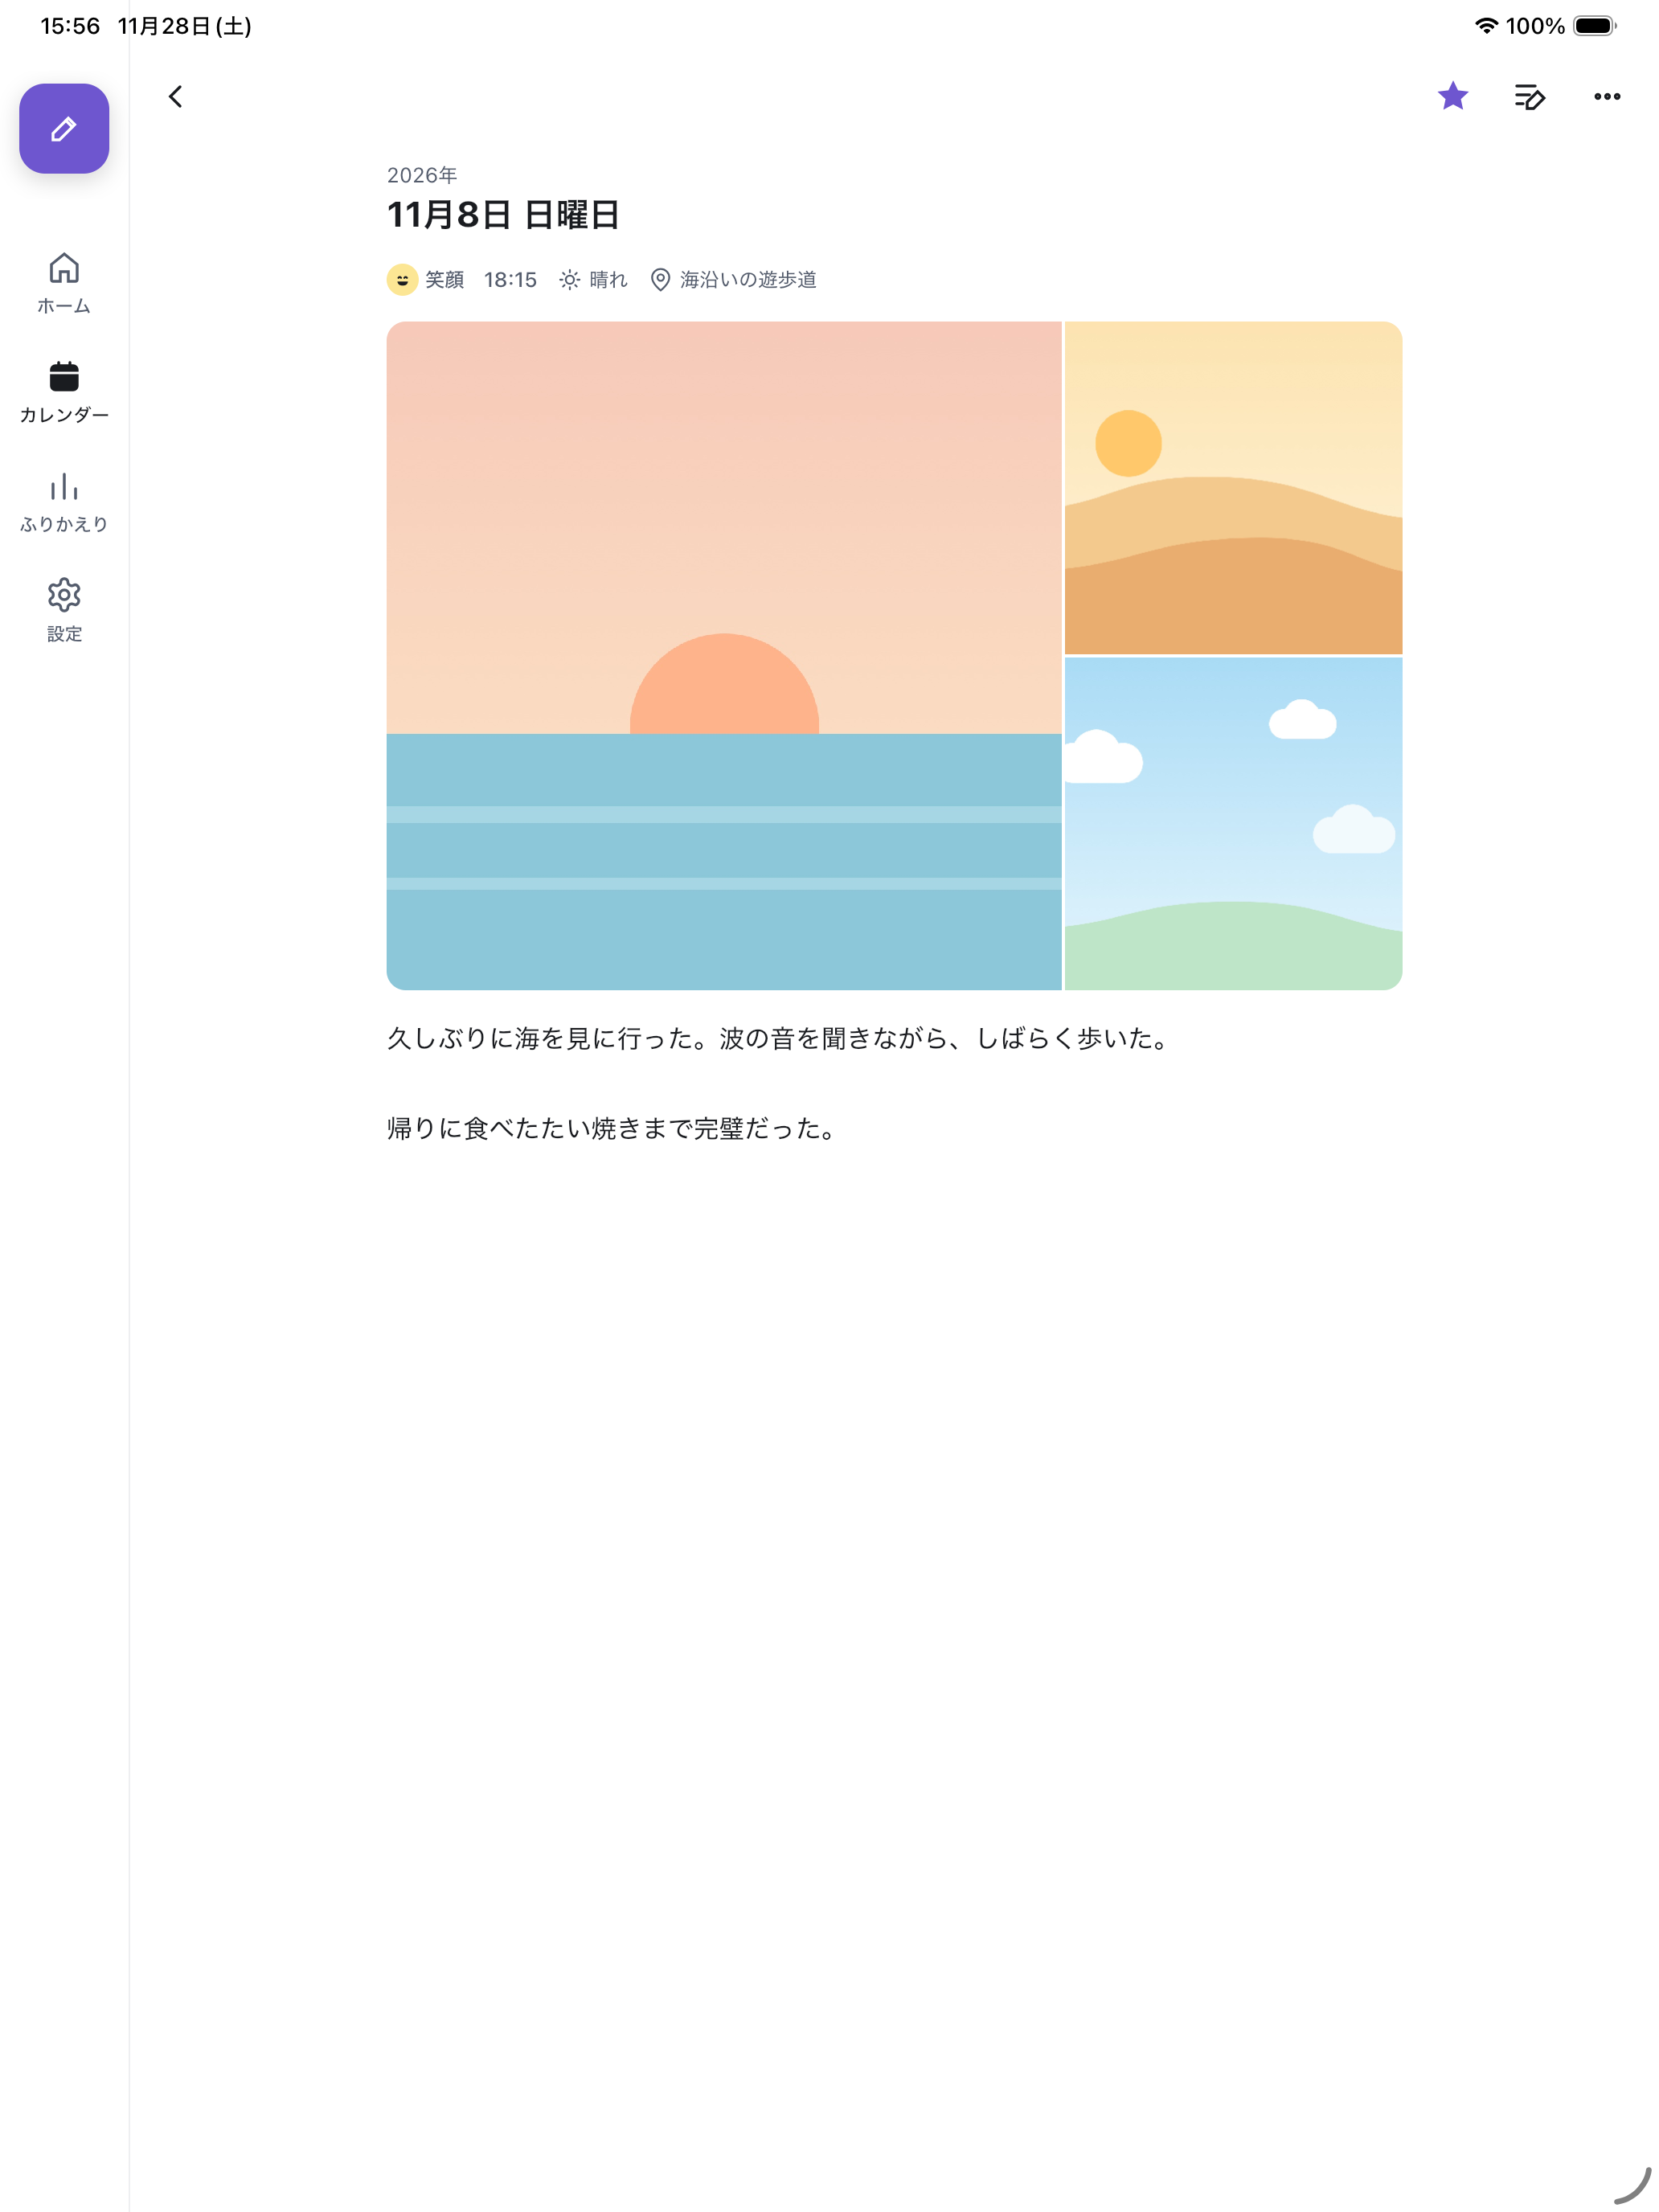 15:56 11月28日(土)
100%
ホーム
カレンダー
ふりかえり
設定
2026年
11月8日 日曜日
笑顔 18:15 晴れ 海沿いの遊歩道
久しぶりに海を見に行った。波の音を聞きながら、しばらく歩いた。
帰りに食べたたい焼きまで完璧だった。